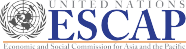 UNITED NATIONS
ESCAP
Economic and Social Commission for Asia and the Pacific